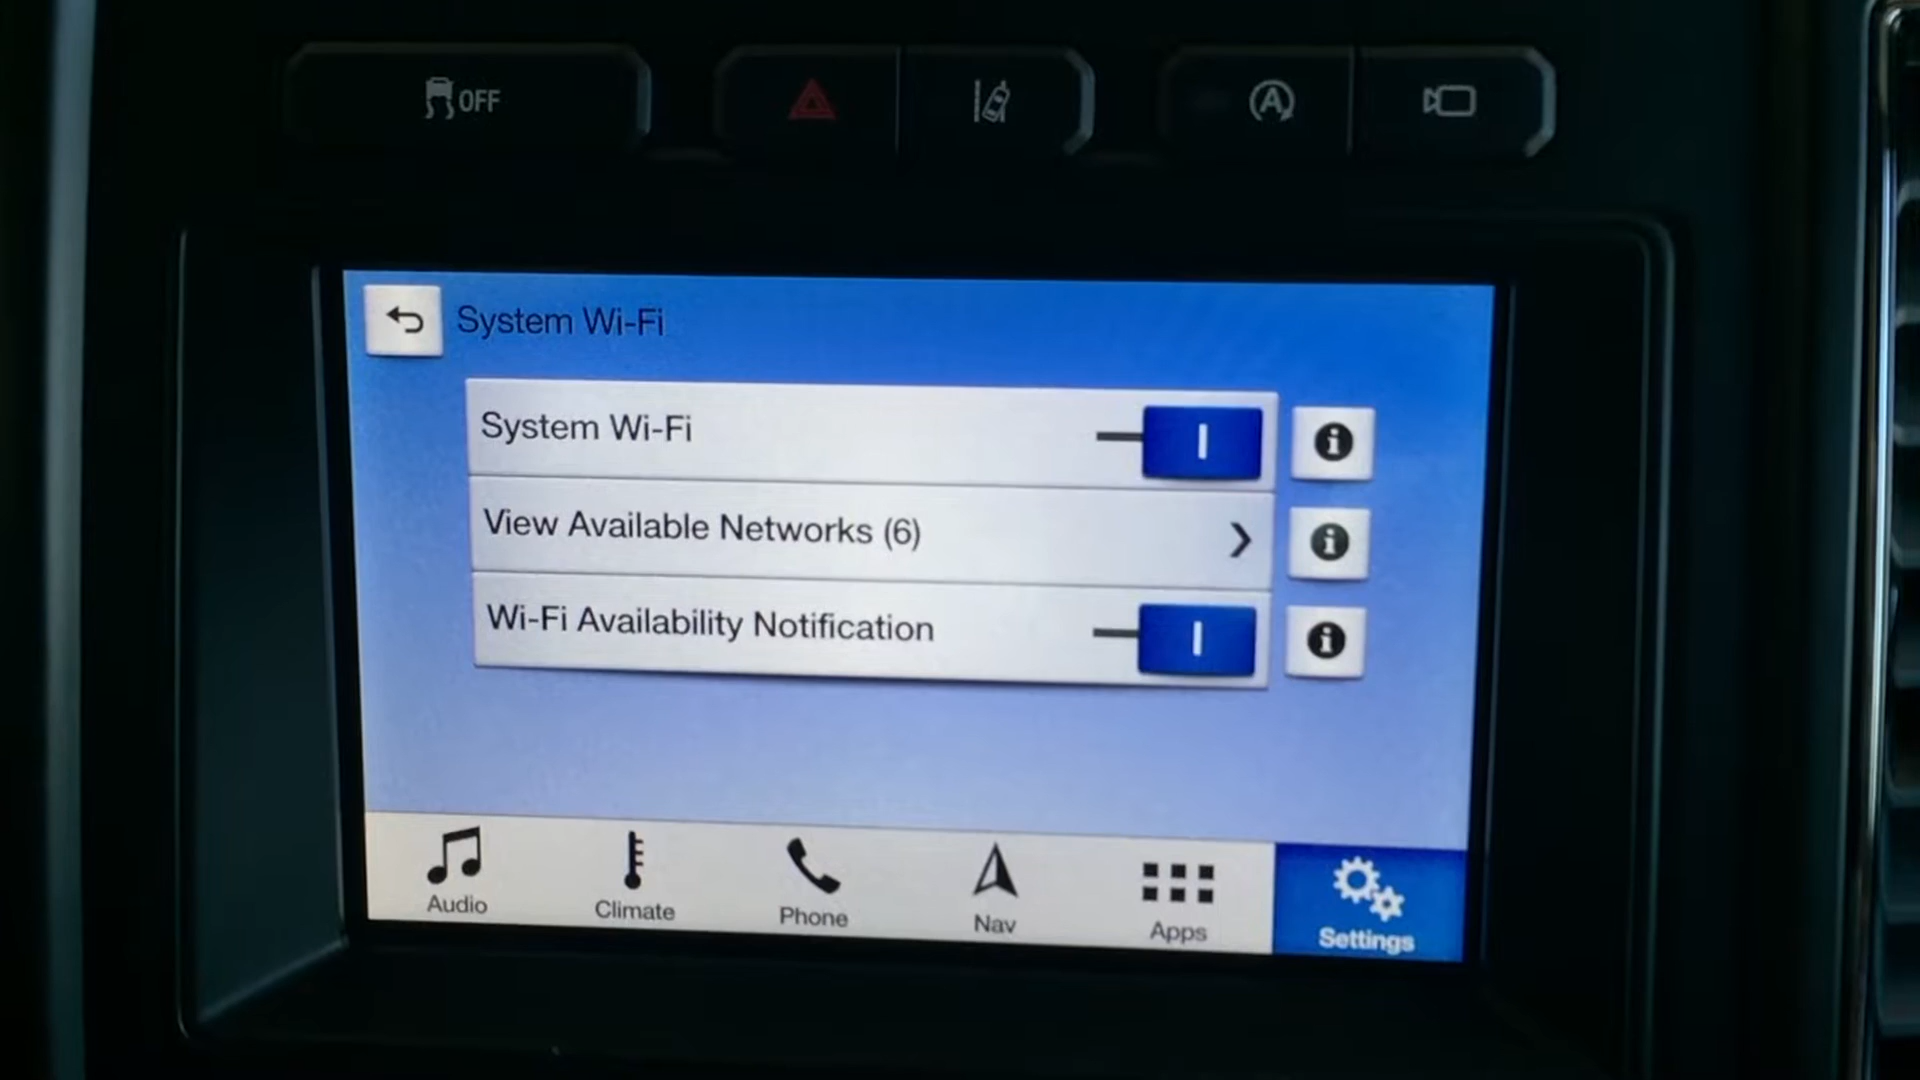 OFF
System Wi-Fi
System Wi-Fi
View Available Networks (6)
Wi-Fi Availability Notification
Audio
Climate
Phone
Nav
Apps
Settings